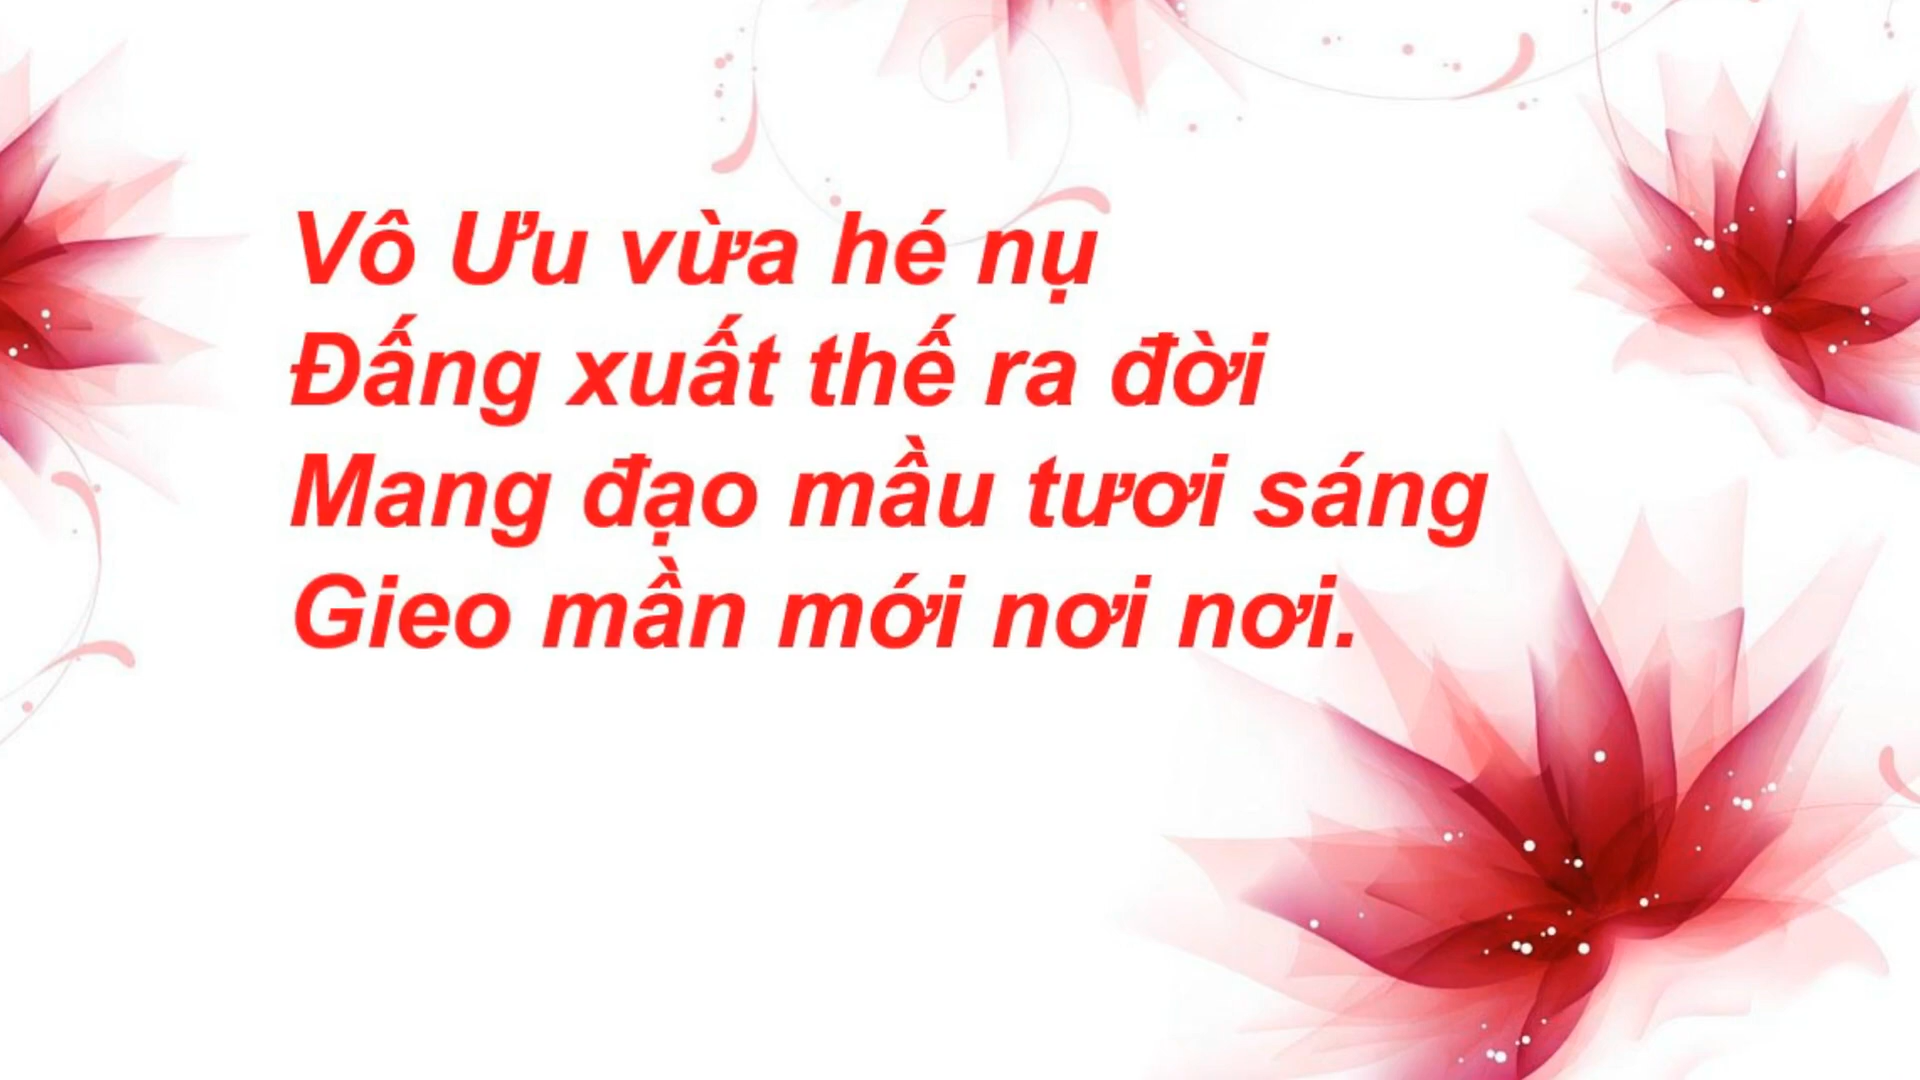 Vô Ưu vừa hé nụ
Đấng xuất thế ra đời
Mang đạo mầu tươi sáng
Gieo mần mới nơi nơi.